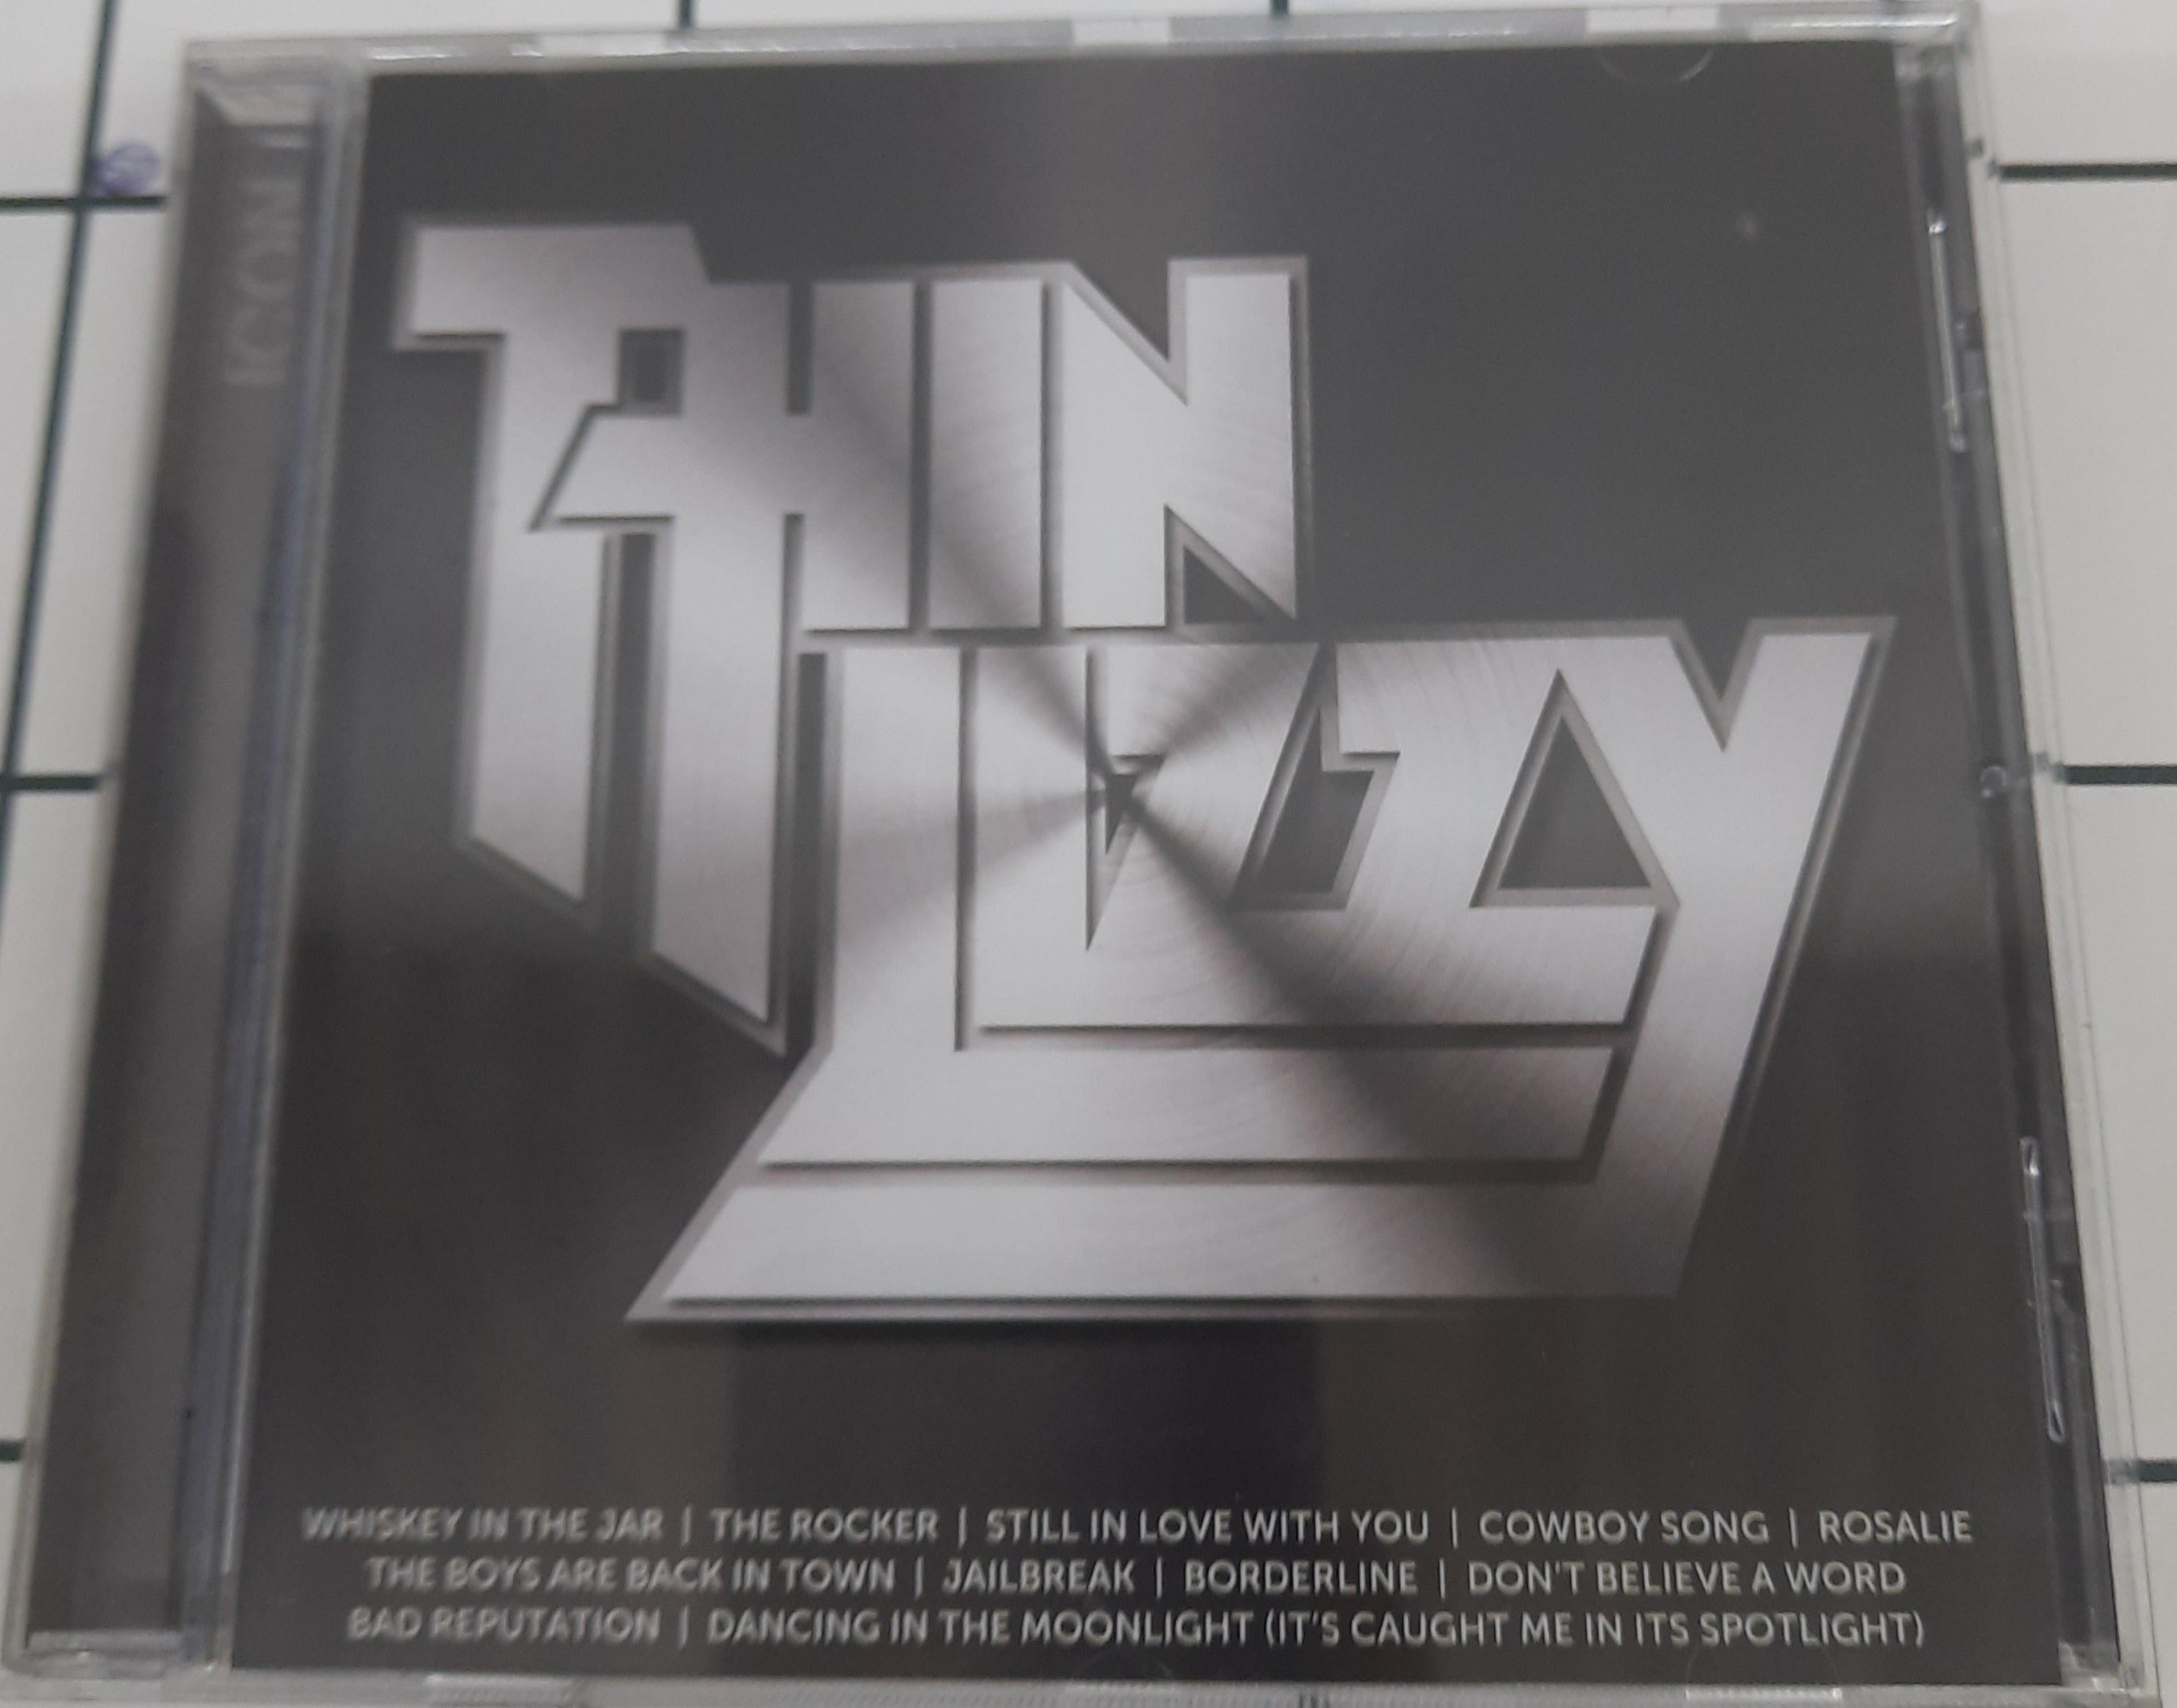 ICON
THIN
LIZZY
WHISKEY IN THE JAR | THE ROCKER | STILL IN LOVE WITH YOU | COWBOY SONG | ROSALIE
THE BOYS ARE BACK IN TOWN | JAILBREAK | BORDERLINE | DON'T BELIEVE A WORD
BAD REPUTATION | DANCING IN THE MOONLIGHT (IT'S CAUGHT ME IN ITS SPOTLIGHT)